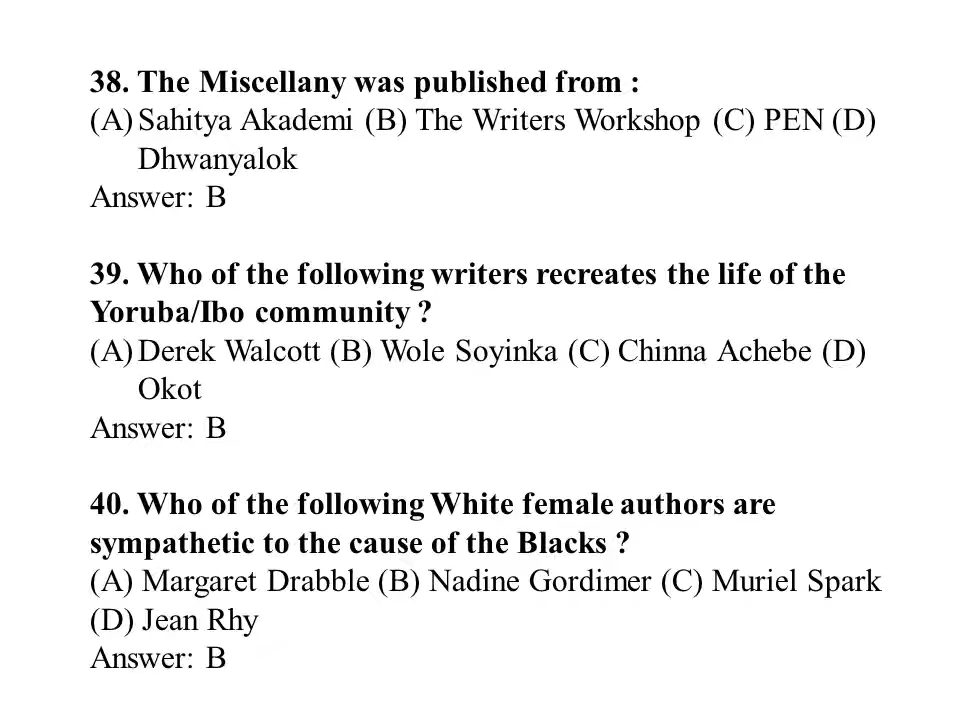 38. The Miscellany was published from :
(A) Sahitya Akademi (B) The Writers Workshop (C) PEN (D)
Dhwanyalok
Answer: B
39. Who of the following writers recreates the life of the
Yoruba/Ibo community ?
(A) Derek Walcott (B) Wole Soyinka (C) Chinna Achebe (D)
Okot
Answer: B
40. Who of the following White female authors are
sympathetic to the cause of the Blacks ?
(A) Margaret Drabble (B) Nadine Gordimer (C) Muriel Spark
(D) Jean Rhy
Answer: B